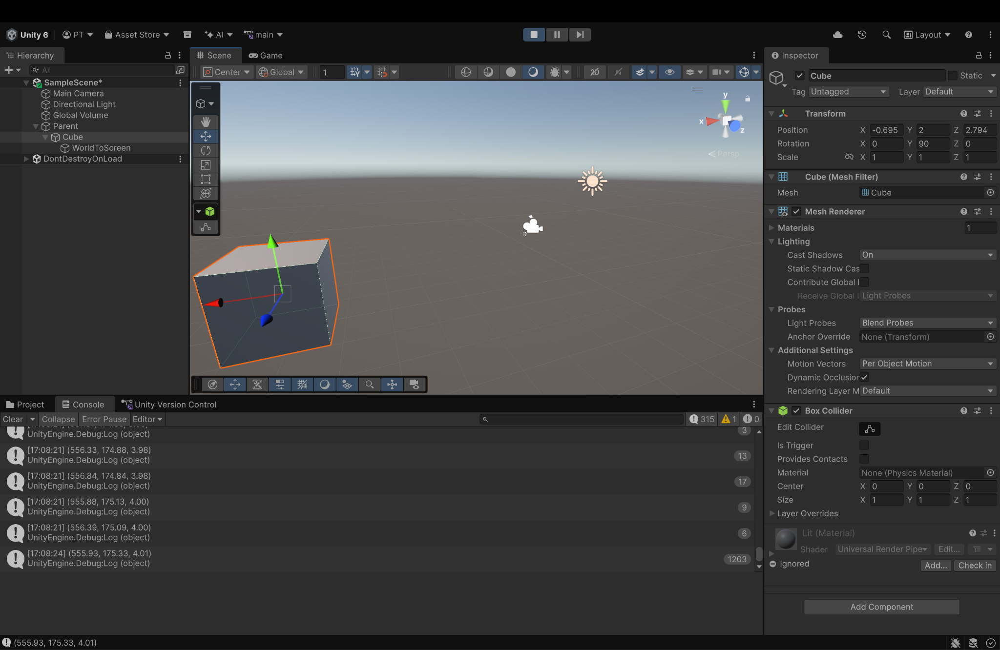 Unity 6
PT
Asset Store
AI
main
Layout
Hierarchy
All
SampleScene*
Main Camera
Directional Light
Global Volume
Parent
Cube
WorldToScreen
DontDestroyOnLoad
Scene
Game
Center
Global
1
2D
y
x
z
Persp
Inspector
Cube
Static
Tag Untagged
Layer Default
Transform
Position X -0.695 Y 2 Z 2.794
Rotation X 0 Y 90 Z 0
Scale X 1 Y 1 Z 1
Cube (Mesh Filter)
Mesh Cube
Mesh Renderer
Materials 1
Lighting
Cast Shadows On
Static Shadow Cas
Contribute Global I
Receive Global I Light Probes
Probes
Light Probes Blend Probes
Anchor Override None (Transform)
Additional Settings
Motion Vectors Per Object Motion
Dynamic Occlusion
Rendering Layer M Default
Box Collider
Edit Collider
Is Trigger
Provides Contacts
Material None (Physics Material)
Center X 0 Y 0 Z 0
Size X 1 Y 1 Z 1
Layer Overrides
Lit (Material)
Shader Universal Render Pipe Edit...
Ignored Add... Check in
Add Component
Project
Console
Unity Version Control
Clear Collapse Error Pause Editor 315 1 0
UnityEngine.Debug:Log (object) 3
[17:08:21] (556.33, 174.88, 3.98)
UnityEngine.Debug:Log (object) 13
[17:08:21] (556.84, 174.84, 3.98)
UnityEngine.Debug:Log (object) 17
[17:08:21] (555.88, 175.13, 4.00)
UnityEngine.Debug:Log (object) 9
[17:08:21] (556.39, 175.09, 4.00)
UnityEngine.Debug:Log (object) 6
[17:08:24] (555.93, 175.33, 4.01)
UnityEngine.Debug:Log (object) 1203
(555.93, 175.33, 4.01)